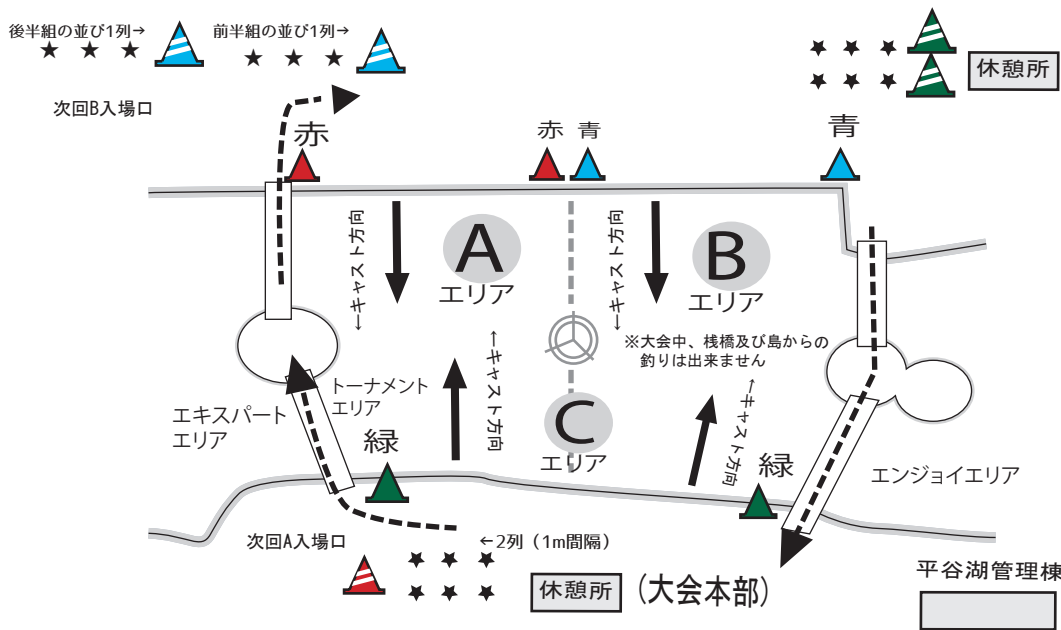 後半組の並び1列→
前半組の並び1列→
★ ★ ★
★ ★ ★
★ ★ ★
★ ★ ★
休憩所
次回B入場口
赤
赤
青
青
←キャスト方向
A
エリア
←キャスト方向
B
エリア
※大会中、桟橋及び島からの
釣りは出来ません
←キャスト方向
トーナメント
エリア
エキスパート
エリア
C
エリア
←キャスト方向
緑
緑
エンジョイエリア
次回A入場口
←2列（1m間隔）
★ ★ ★
★ ★ ★
休憩所
(大会本部)
平谷湖管理棟